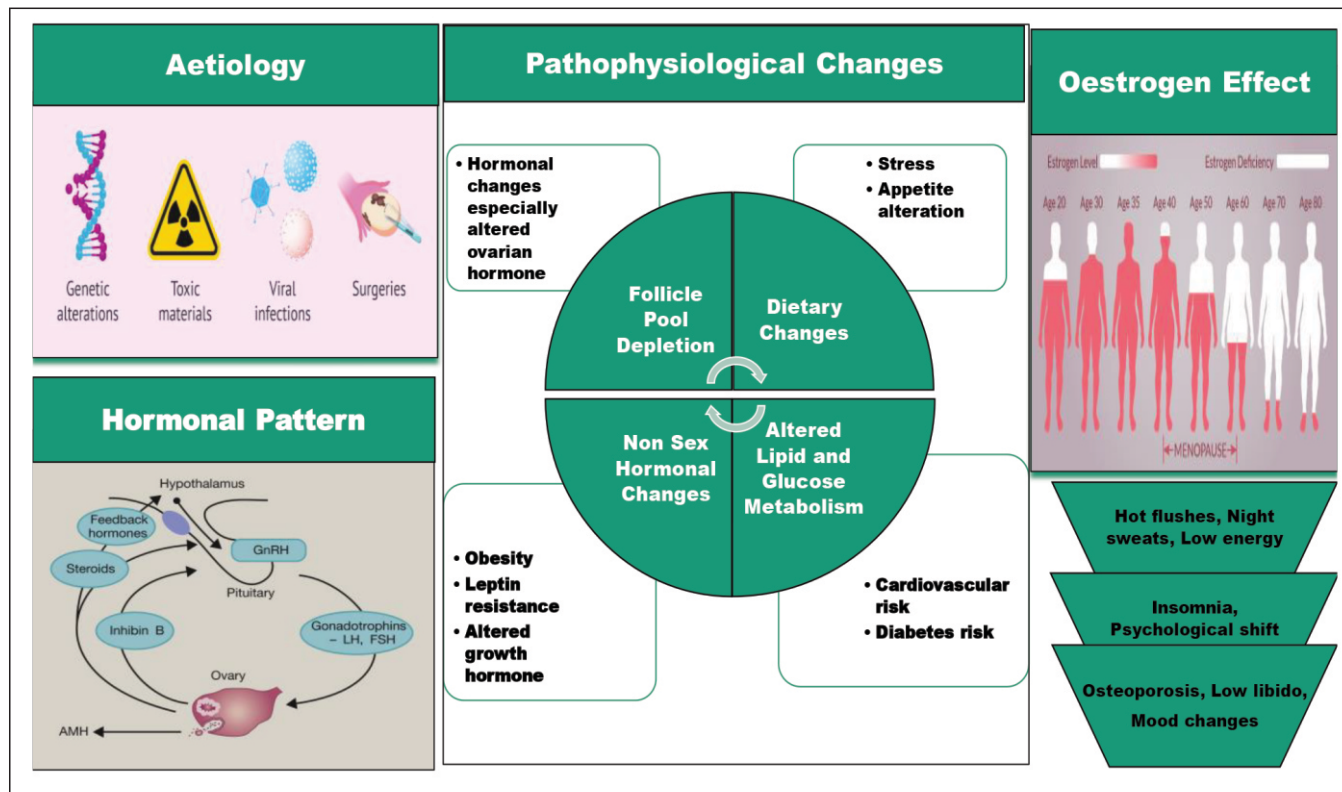 Aetiology
Genetic
alterations
Toxic
materials
Viral
infections
Surgeries
Hormonal Pattern
Hypothalamus
Feedback
hormones
GnRH
Steroids
Pituitary
Inhibin B
Gonadotrophins
– LH, FSH
Ovary
AMH
Pathophysiological Changes
• Hormonal
changes
especially
altered
ovarian
hormone
• Stress
• Appetite
alteration
Follicle
Pool
Depletion
Dietary
Changes
Non Sex
Hormonal
Changes
Altered
Lipid and
Glucose
Metabolism
• Obesity
• Leptin
resistance
• Altered
growth
hormone
• Cardiovascular
risk
• Diabetes risk
Oestrogen Effect
Estrogen Level
Estrogen Deficiency
Age 20 Age 30 Age 35 Age 40 Age 50 Age 60 Age 70 Age 80
MENOPAUSE
Hot flushes, Night
sweats, Low energy
Insomnia,
Psychological shift
Osteoporosis, Low libido,
Mood changes